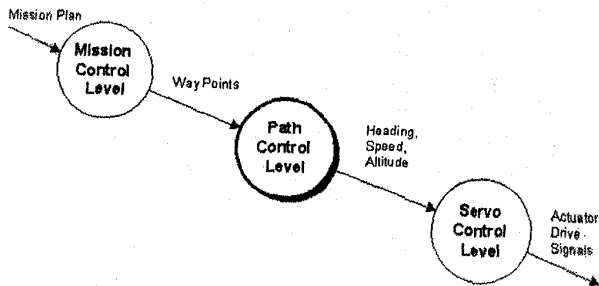 Mission Plan
Mission
Control
Level
Way Points
Path
Control
Level
Heading,
Speed,
Altitude
Servo
Control
Level
Actuator
Drive
Signals